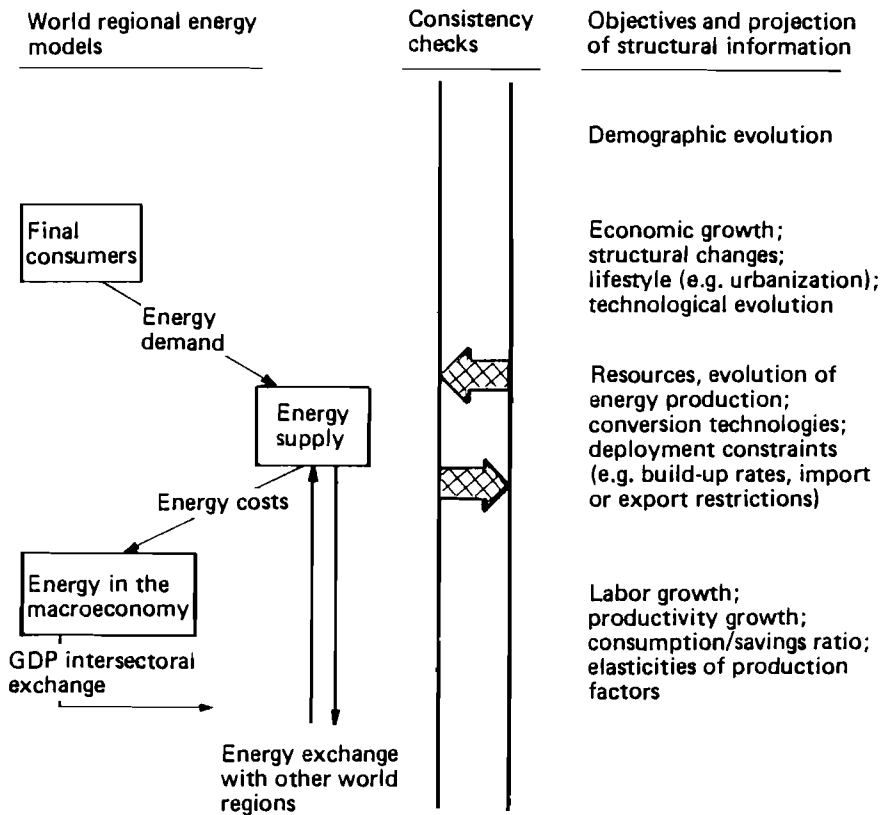 World regional energy
models
Consistency
checks
Objectives and projection
of structural information
Demographic evolution
Final
consumers
Economic growth;
structural changes;
lifestyle (e.g. urbanization);
technological evolution
Energy
demand
Energy
supply
Resources, evolution of
energy production;
conversion technologies;
deployment constraints
(e.g. build-up rates, import
or export restrictions)
Energy costs
Energy in the
macroeconomy
Labor growth;
productivity growth;
consumption/savings ratio;
elasticities of production
factors
GDP intersectoral
exchange
Energy exchange
with other world
regions